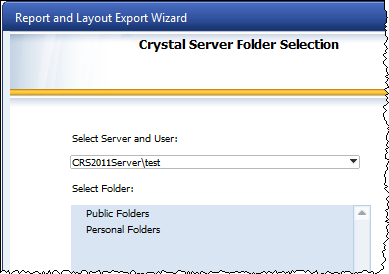 Report and Layout Export Wizard
Crystal Server Folder Selection
Select Server and User:
CRS2011Server\test
Select Folder:
Public Folders
Personal Folders